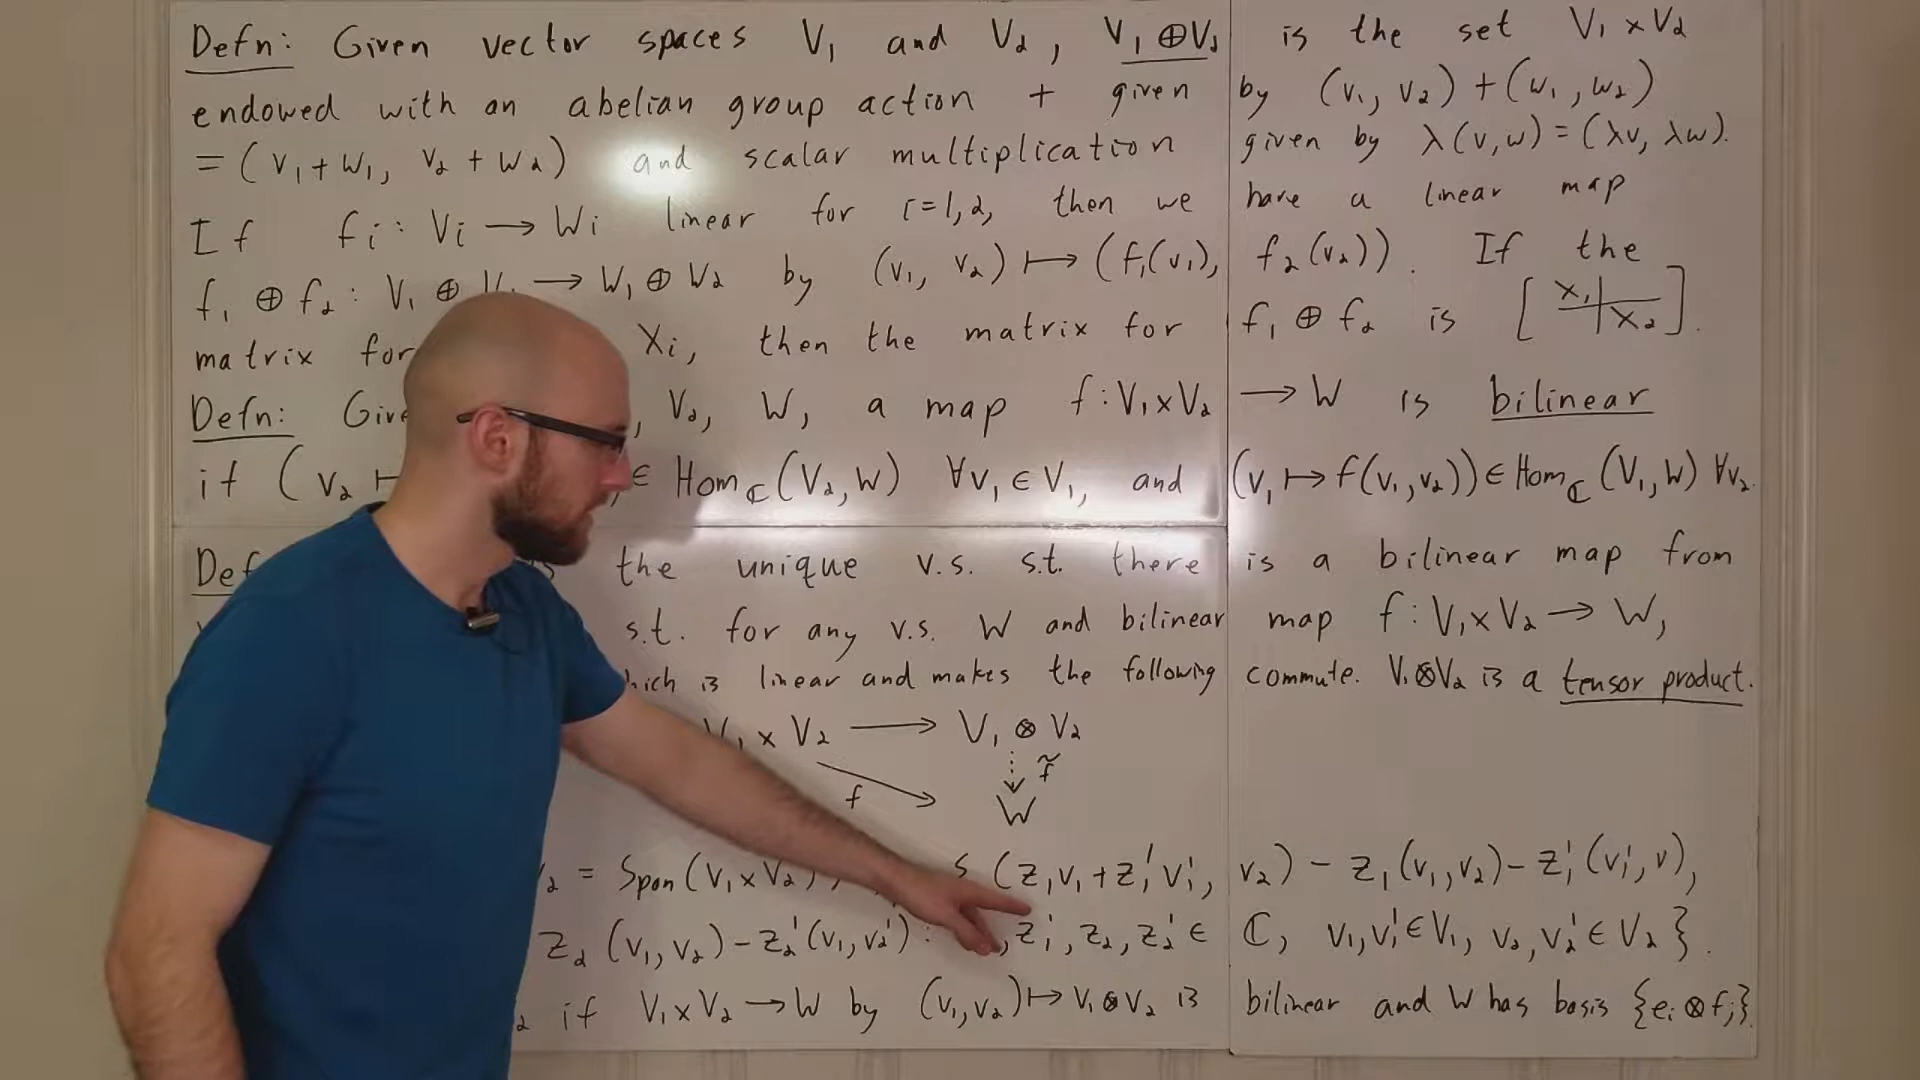 Defn: Given vector spaces V₁ and V₂, V₁ ⊕ V₂ is the set V₁ × V₂
endowed with an abelian group action + given by (v₁, v₂) + (w₁, w₂)
= (v₁ + w₁, v₂ + w₂) and scalar multiplication given by λ(v, w) = (λv, λw).
If fᵢ : Vᵢ → Wᵢ linear for i=1,2, then we have a linear map
f₁ ⊕ f₂ : V₁ ⊕ V₂ → W₁ ⊕ W₂ by (v₁, v₂) ↦ (f₁(v₁), f₂(v₂)). If the
matrix for Xᵢ, then the matrix for f₁ ⊕ f₂ is [X₁ | X₂].
Defn: Given V₂, W, a map f : V₁ × V₂ → W is bilinear
if (v₂ ↦ ∈ Hom_ℂ(V₂, W) ∀v₁ ∈ V₁, and (v₁ ↦ f(v₁, v₂)) ∈ Hom_ℂ(V₁, W) ∀v₂.
the unique v.s. s.t. there is a bilinear map from
s.t. for any v.s. W and bilinear map f : V₁ × V₂ → W,
which is linear and makes the following commute. V₁ ⊗ V₂ is a tensor product.
V₁ × V₂ → V₁ ⊗ V₂
f f̃
W
= Span(V₁ × V₂) (z₁v₁ + z₁'v₁', v₂) − z₁(v₁, v₂) − z₁'(v₁', v),
z₂(v₁, v₂) − z₂'(v₁, v₂') : , z₁', z₂, z₂' ∈ ℂ, v₁, v₁' ∈ V₁, v₂, v₂' ∈ V₂}.
if V₁ × V₂ → W by (v₁, v₂) ↦ v₁ ⊗ v₂ is bilinear and W has basis {eᵢ ⊗ fⱼ}.